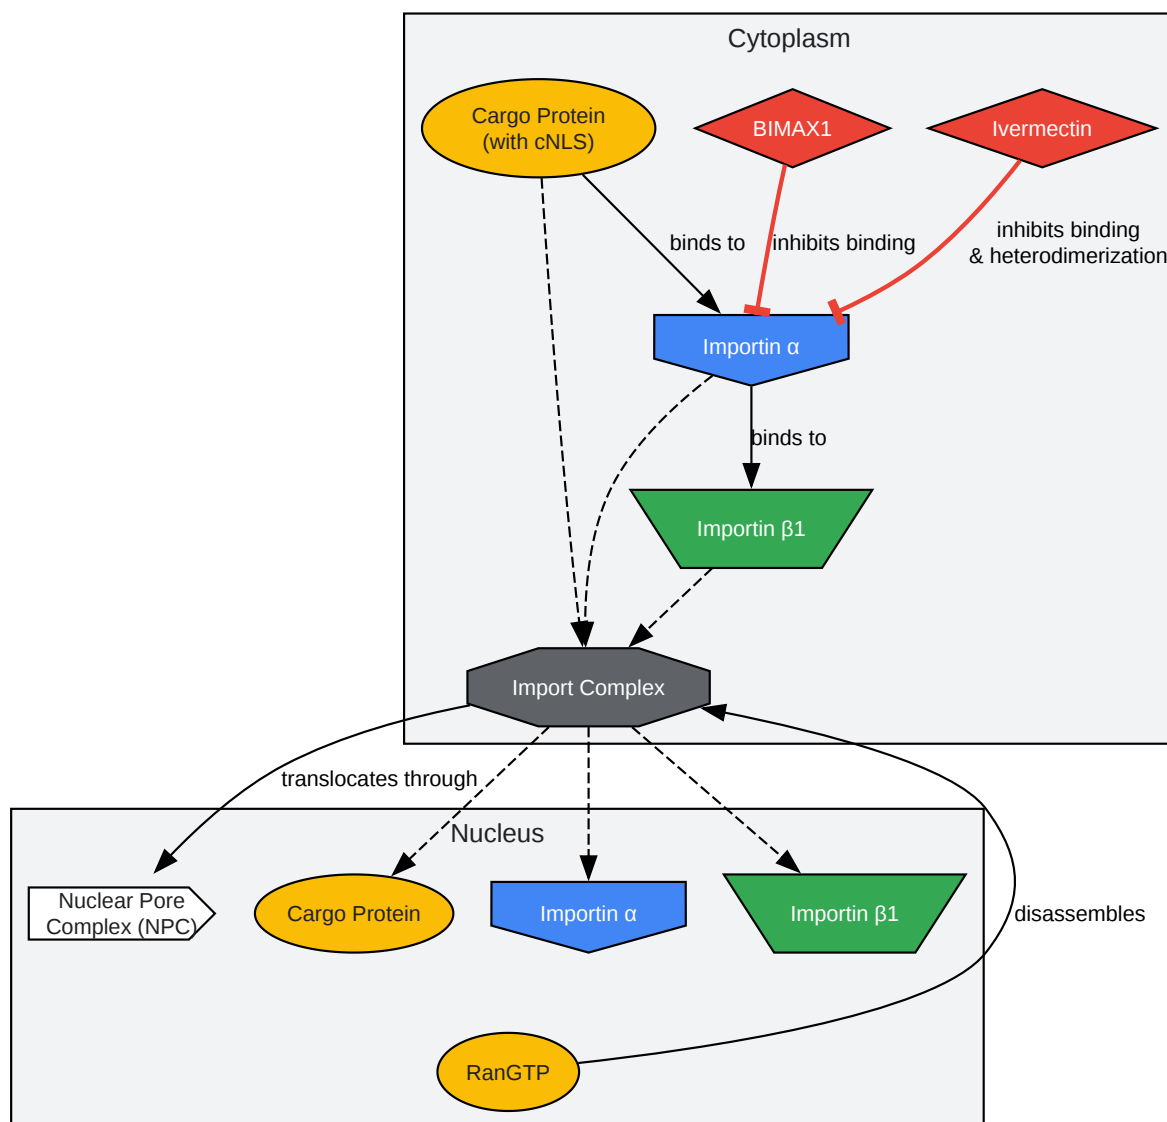 Cytoplasm
Cargo Protein
(with cNLS)
BIMAX1
Ivermectin
binds to
inhibits binding
inhibits binding
& heterodimerization
Importin α
binds to
Importin β1
Import Complex
translocates through
Nucleus
Nuclear Pore
Complex (NPC)
Cargo Protein
Importin α
Importin β1
disassembles
RanGTP